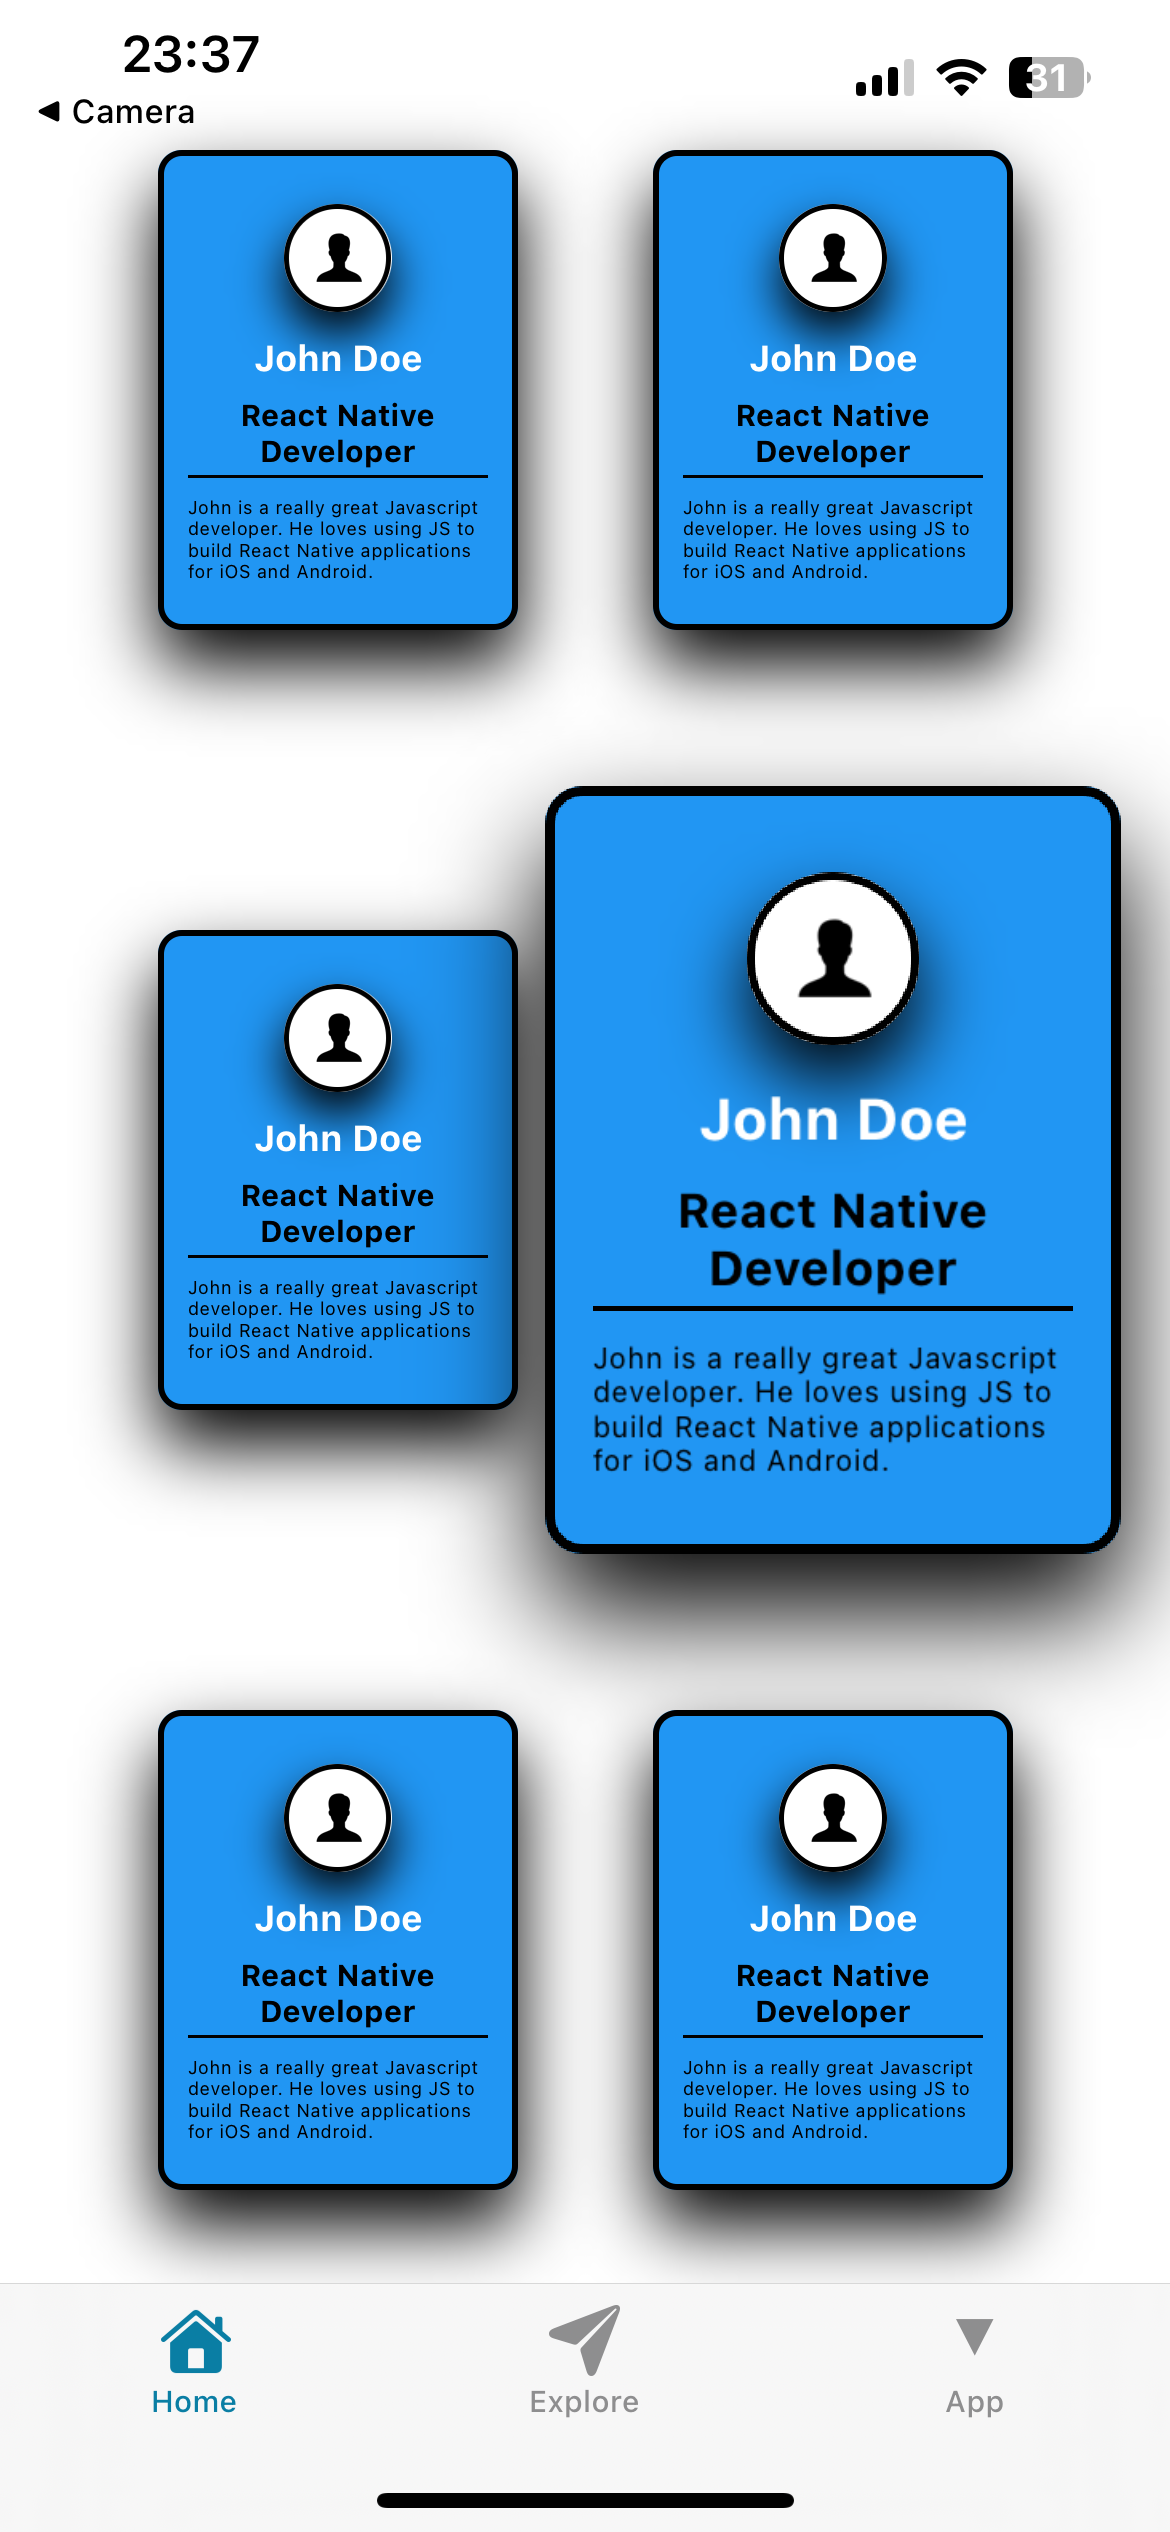 23:37
31
◀ Camera
John Doe
React Native
Developer
John is a really great Javascript
developer. He loves using JS to
build React Native applications
for iOS and Android.
John Doe
React Native
Developer
John is a really great Javascript
developer. He loves using JS to
build React Native applications
for iOS and Android.
John Doe
React Native
Developer
John is a really great Javascript
developer. He loves using JS to
build React Native applications
for iOS and Android.
John Doe
React Native
Developer
John is a really great Javascript
developer. He loves using JS to
build React Native applications
for iOS and Android.
John Doe
React Native
Developer
John is a really great Javascript
developer. He loves using JS to
build React Native applications
for iOS and Android.
John Doe
React Native
Developer
John is a really great Javascript
developer. He loves using JS to
build React Native applications
for iOS and Android.
Home
Explore
App